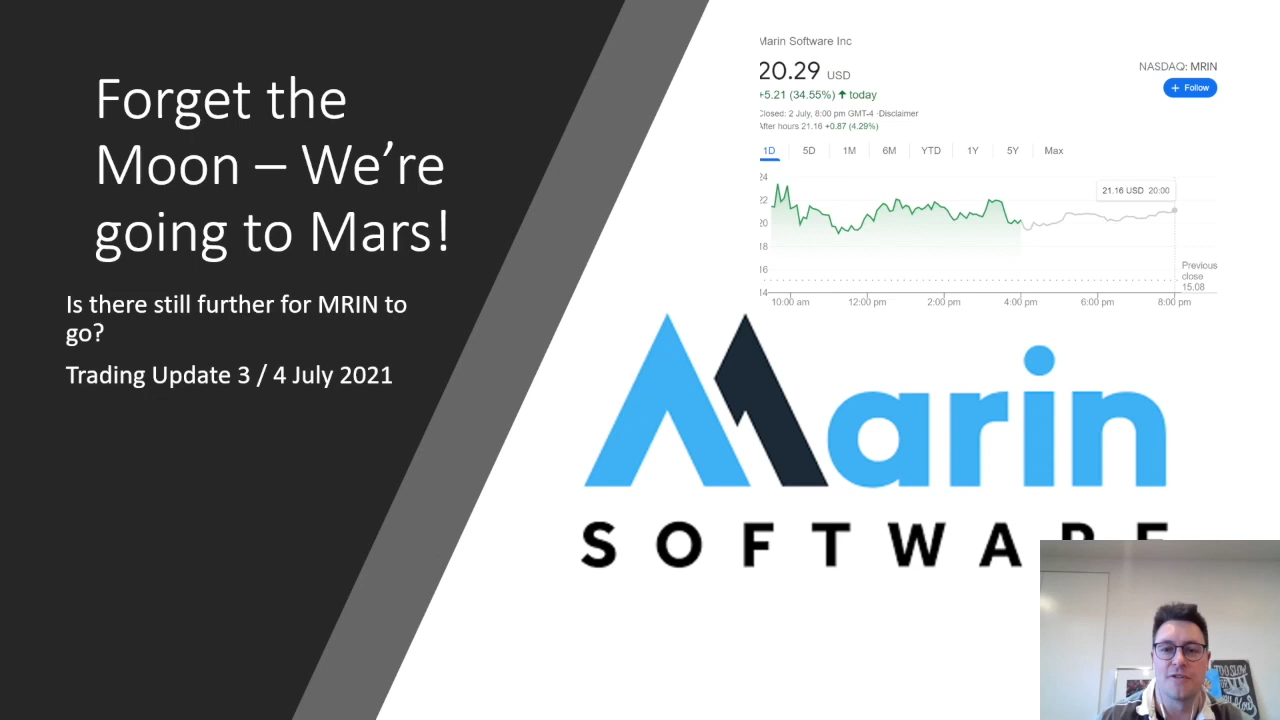 Forget the
Moon – We're
going to Mars!
Is there still further for MRIN to
go?
Trading Update 3 / 4 July 2021
Marin Software Inc
20.29 USD
+5.21 (34.55%) ↑ today
Closed: 2 July, 8:00 pm GMT-4 · Disclaimer
After hours 21.16 +0.87 (4.29%)
NASDAQ: MRIN
+ Follow
1D 5D 1M 6M YTD 1Y 5Y Max
24
22
20
18
16
14
21.16 USD 20:00
Previous
close
15.08
10:00 am 12:00 pm 2:00 pm 4:00 pm 6:00 pm 8:00 pm
Marin
SOFTWARE
TOO SLOW